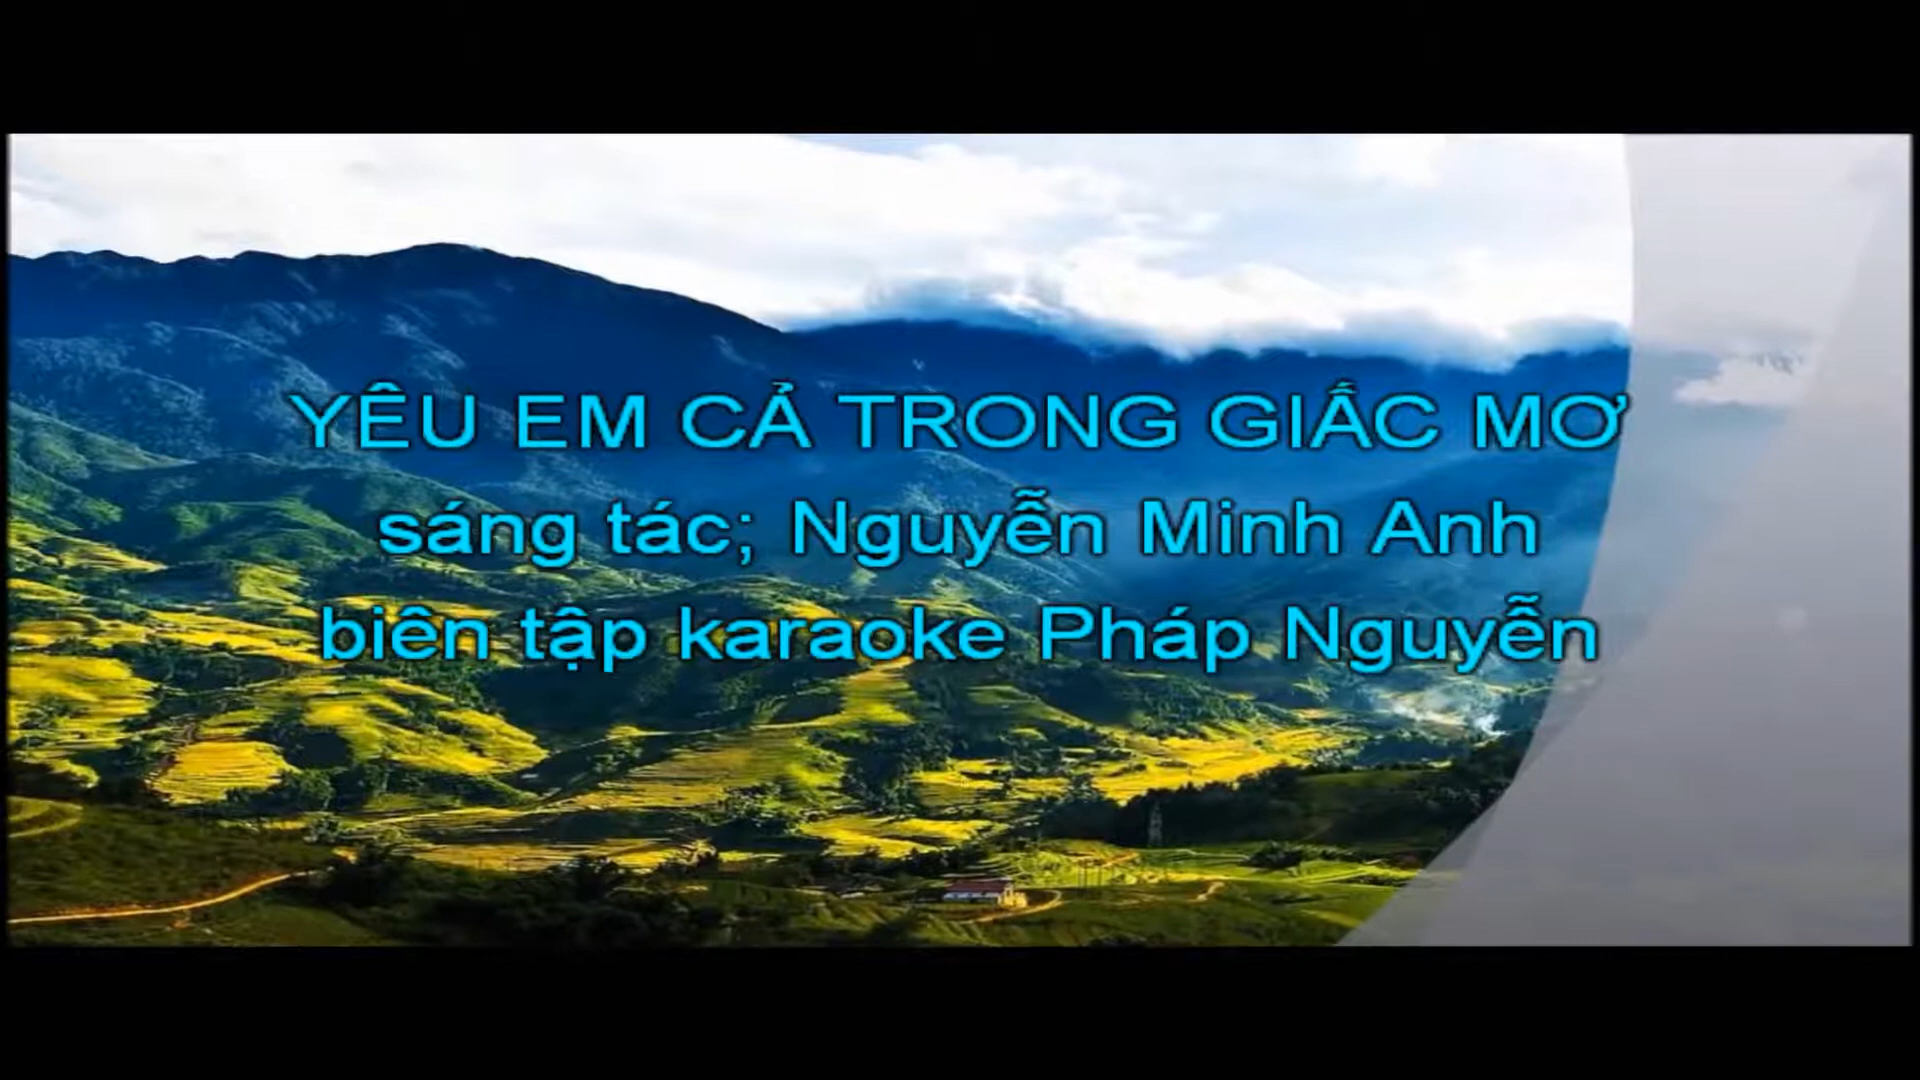 YÊU EM CẢ TRONG GIẤC MƠ
sáng tác; Nguyễn Minh Anh
biên tập karaoke Pháp Nguyễn